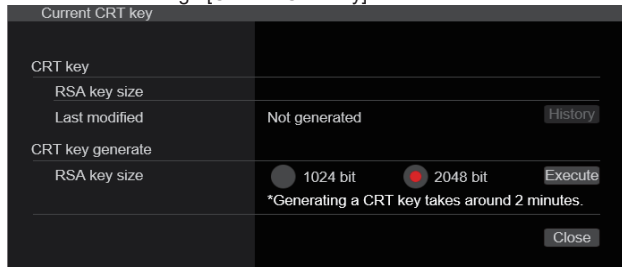 Current CRT key
CRT key
RSA key size
Last modified Not generated History
CRT key generate
RSA key size 1024 bit 2048 bit Execute
*Generating a CRT key takes around 2 minutes.
Close